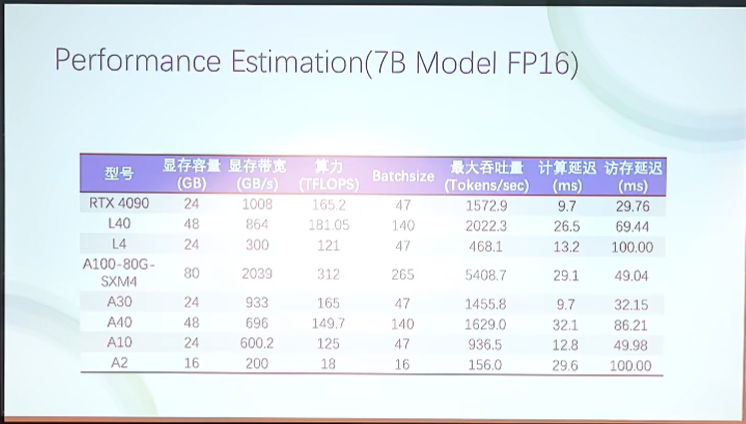 Performance Estimation(7B Model FP16)
型号 显存容量 (GB) 显存带宽 (GB/s) 算力 (TFLOPS) Batchsize 最大吞吐量 (Tokens/sec) 计算延迟 (ms) 访存延迟 (ms)
RTX 4090 24 1008 165.2 47 1572.9 9.7 29.76
L40 48 864 181.05 140 2022.3 26.5 69.44
L4 24 300 121 47 468.1 13.2 100.00
A100-80G-SXM4 80 2039 312 265 5408.7 29.1 49.04
A30 24 933 165 47 1455.8 9.7 32.15
A40 48 696 149.7 140 1629.0 32.1 86.21
A10 24 600.2 125 47 936.5 12.8 49.98
A2 16 200 18 16 156.0 29.6 100.00